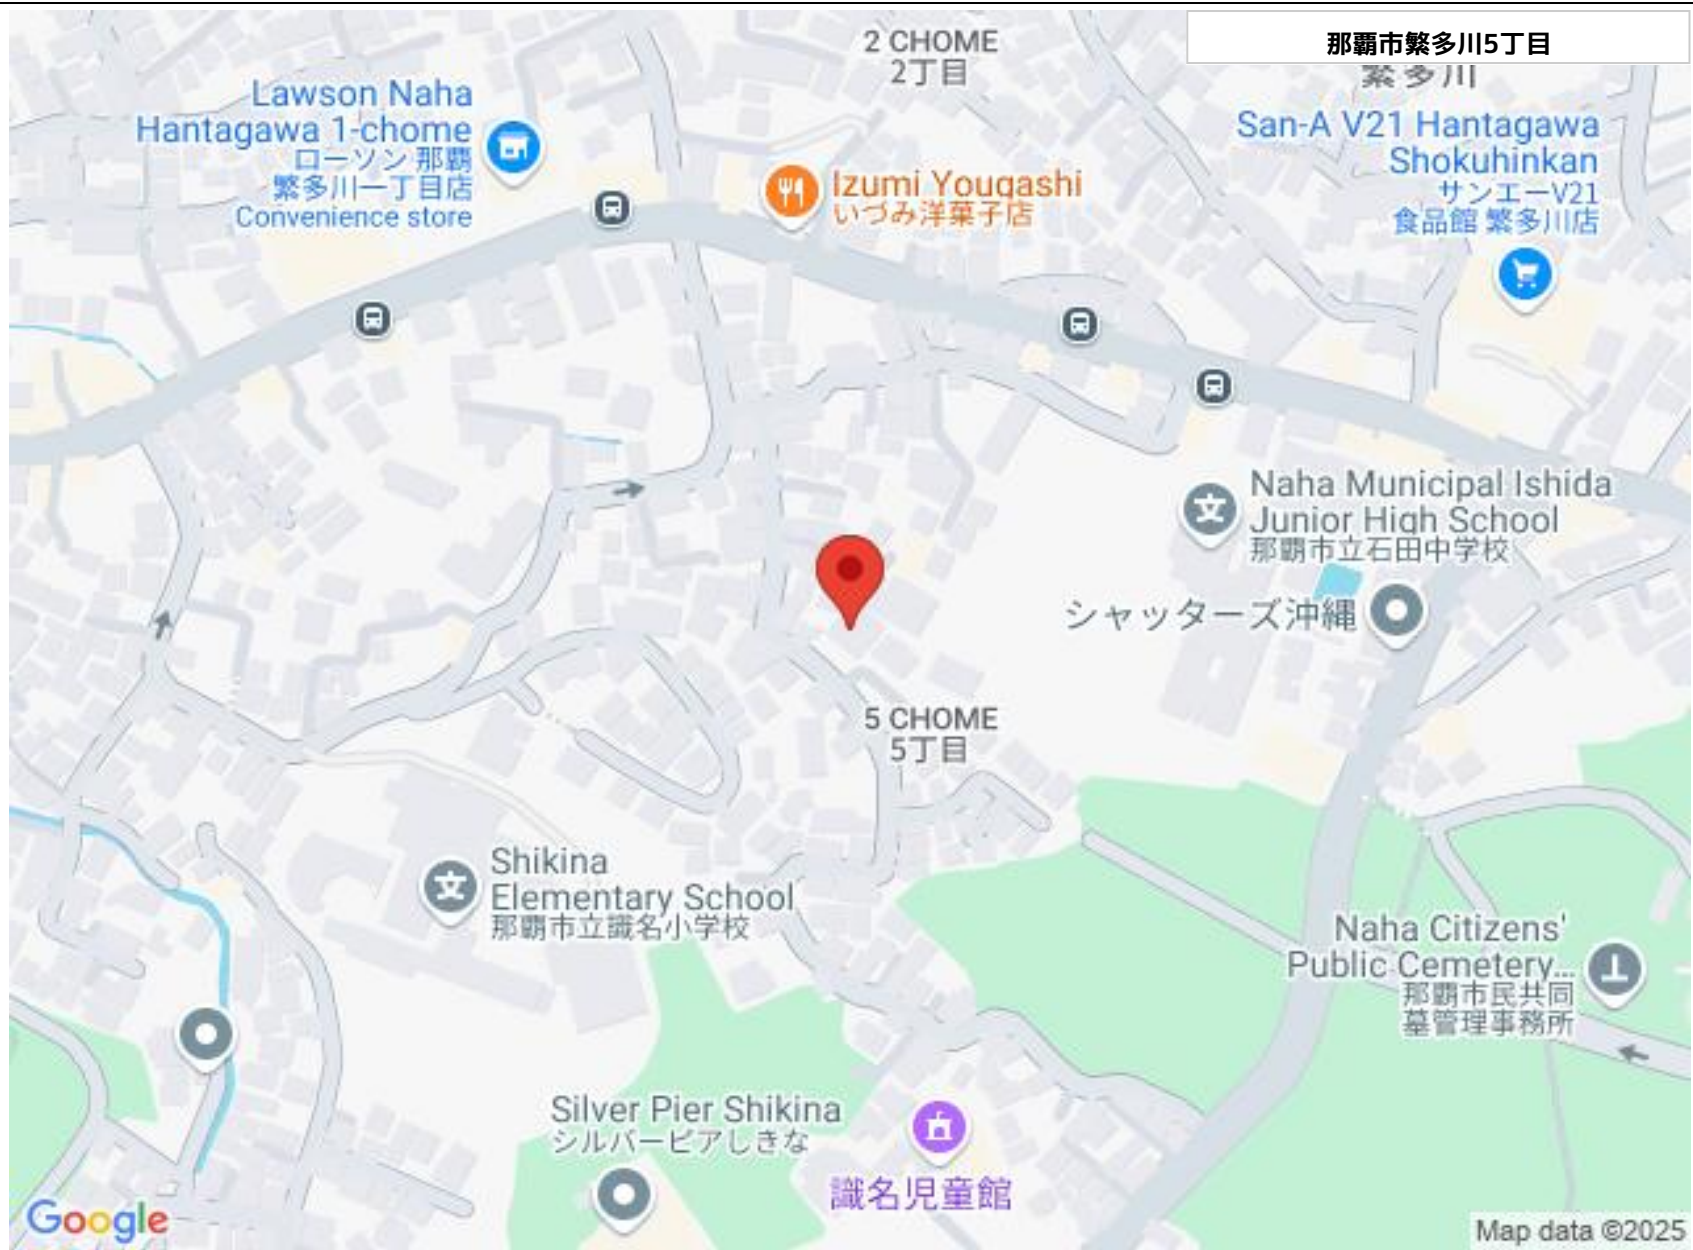 那覇市繁多川5丁目
2 CHOME
2丁目
繁多川
Lawson Naha
Hantagawa 1-chome
ローソン 那覇
繁多川一丁目店
Convenience store
Izumi Yougashi
いづみ洋菓子店
San-A V21 Hantagawa
Shokuhinkan
サンエーV21
食品館 繁多川店
Naha Municipal Ishida
Junior High School
那覇市立石田中学校
シャッターズ沖縄
5 CHOME
5丁目
Shikina
Elementary School
那覇市立識名小学校
Naha Citizens'
Public Cemetery...
那覇市民共同
墓管理事務所
Silver Pier Shikina
シルバーピアしきな
識名児童館
Google
Map data ©2025